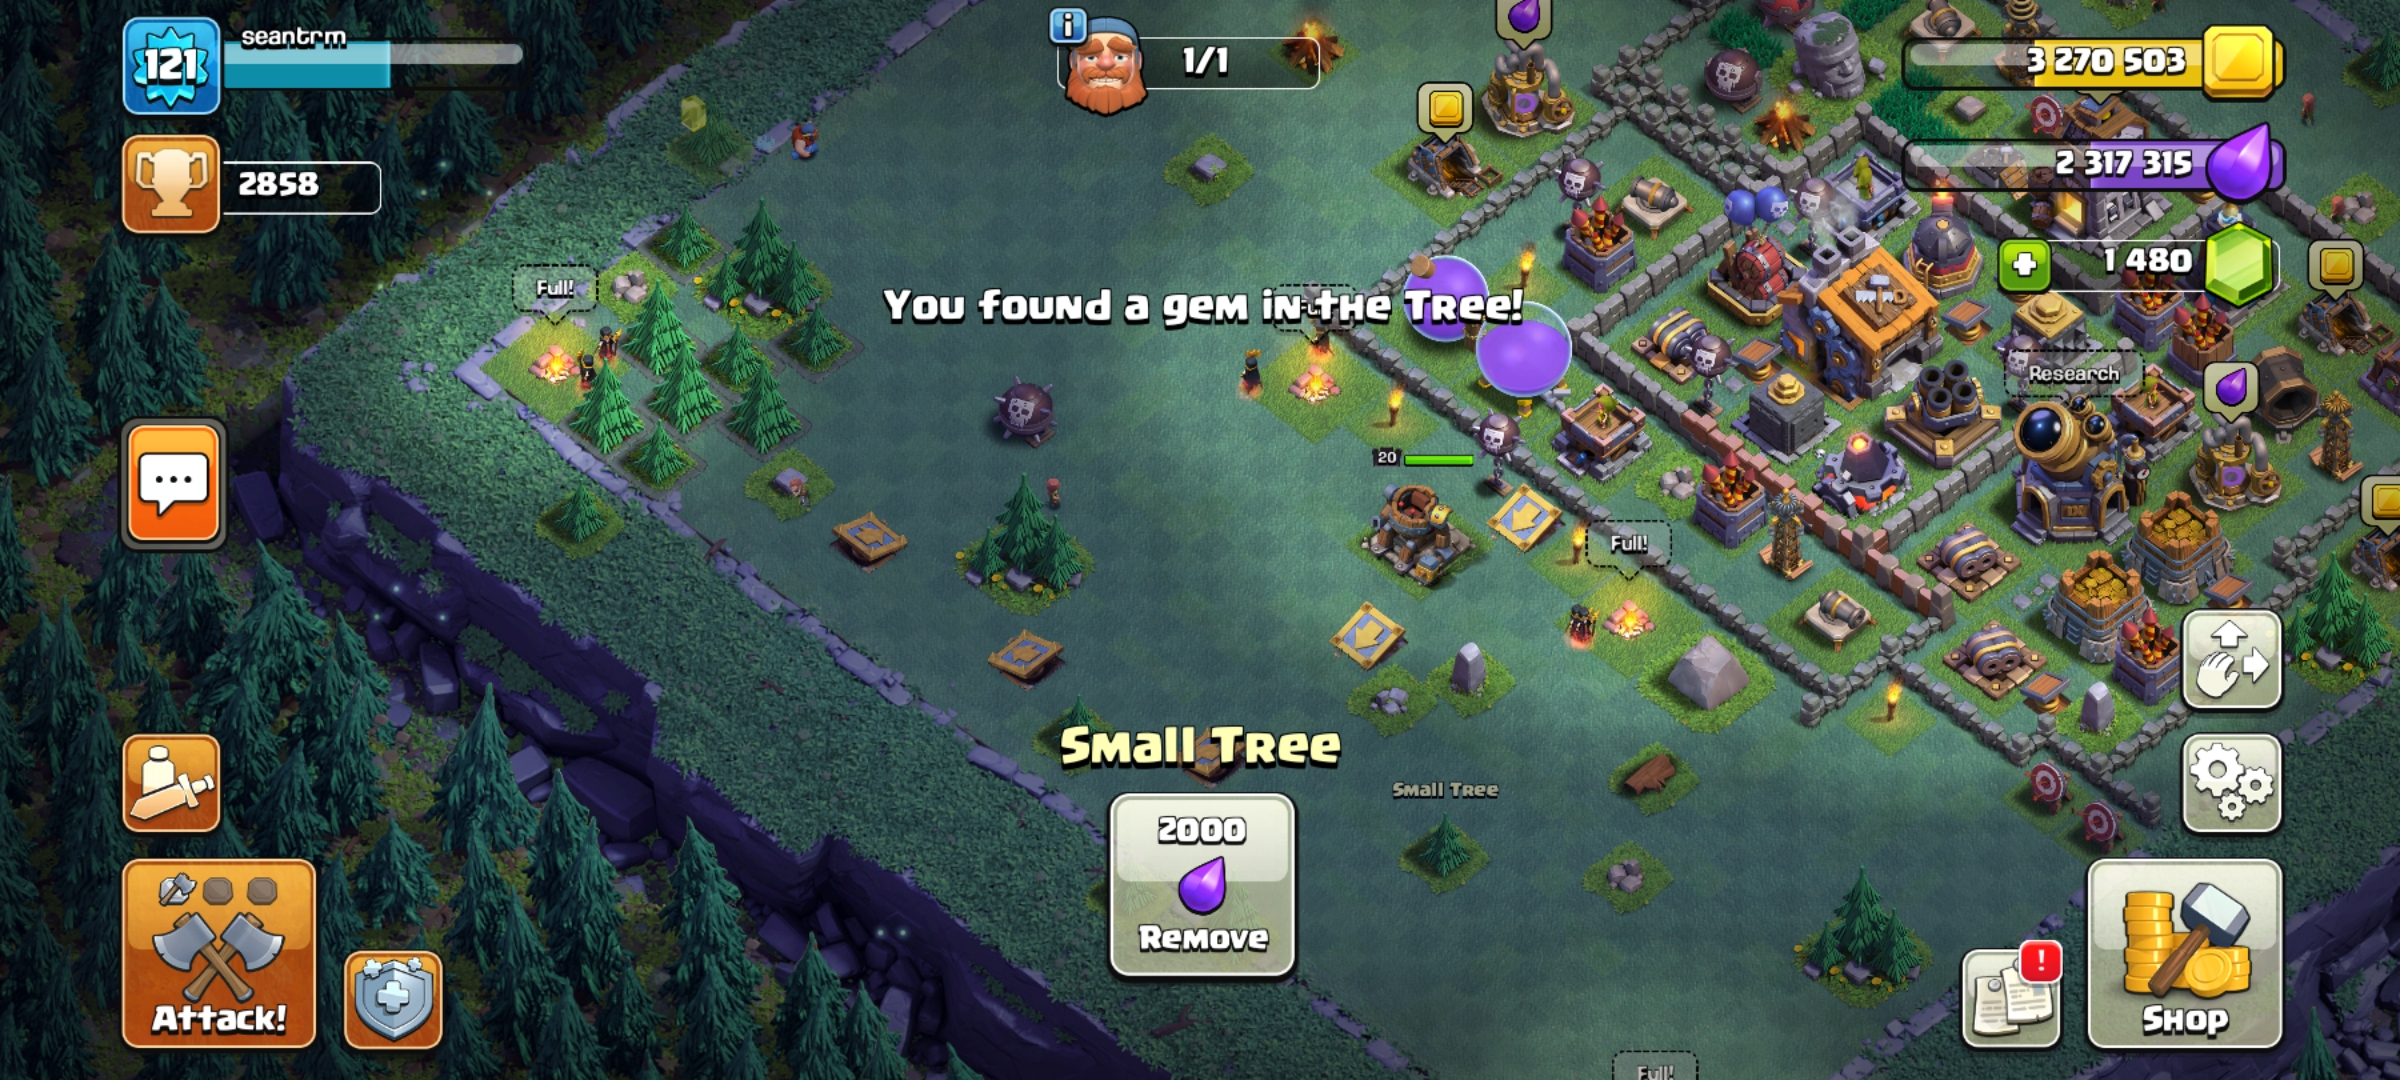 121
seantrm
i
1/1
3 270 503
2858
2 317 315
1 480
Full!
You found a gem in the Tree!
Research
20
Full!
Small Tree
Small Tree
2000
Remove
Attack!
!
Shop
Full!